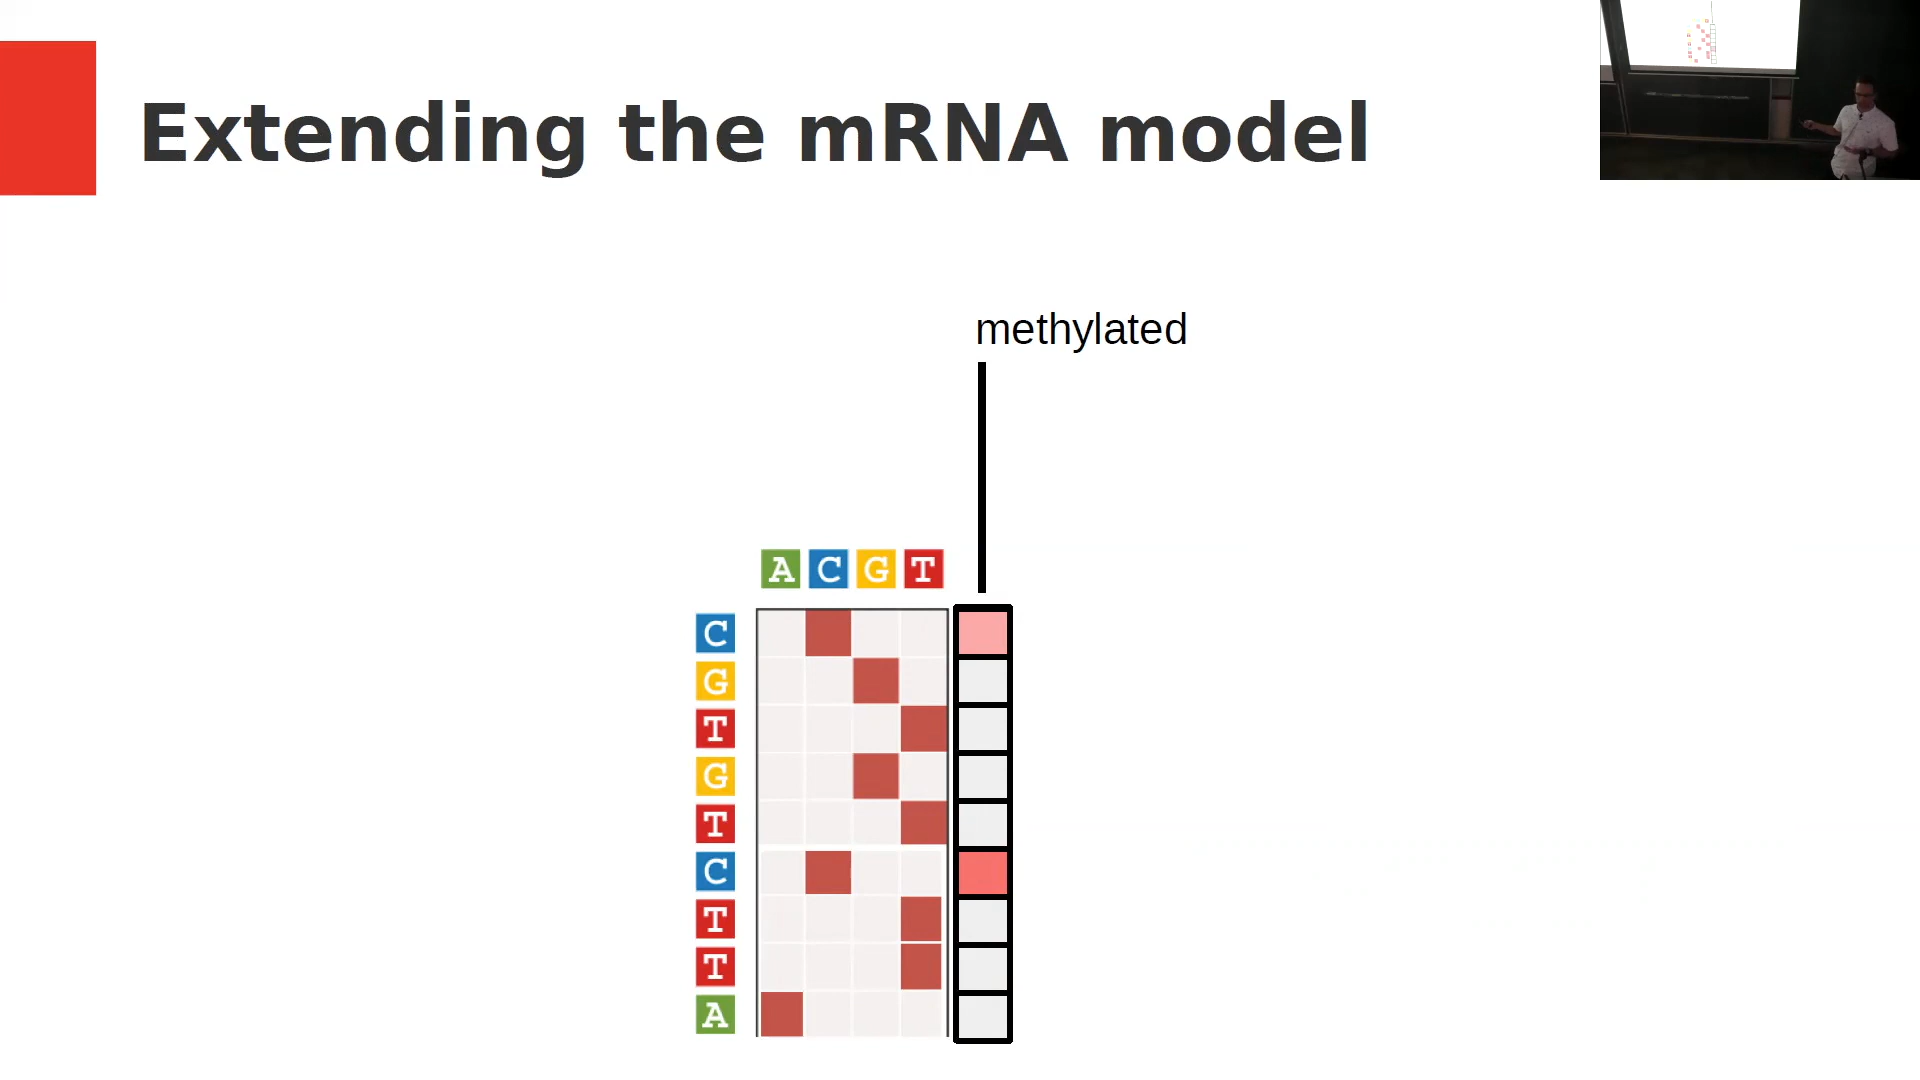 Extending the mRNA model
methylated
A C G T
C
G
T
G
T
C
T
T
A